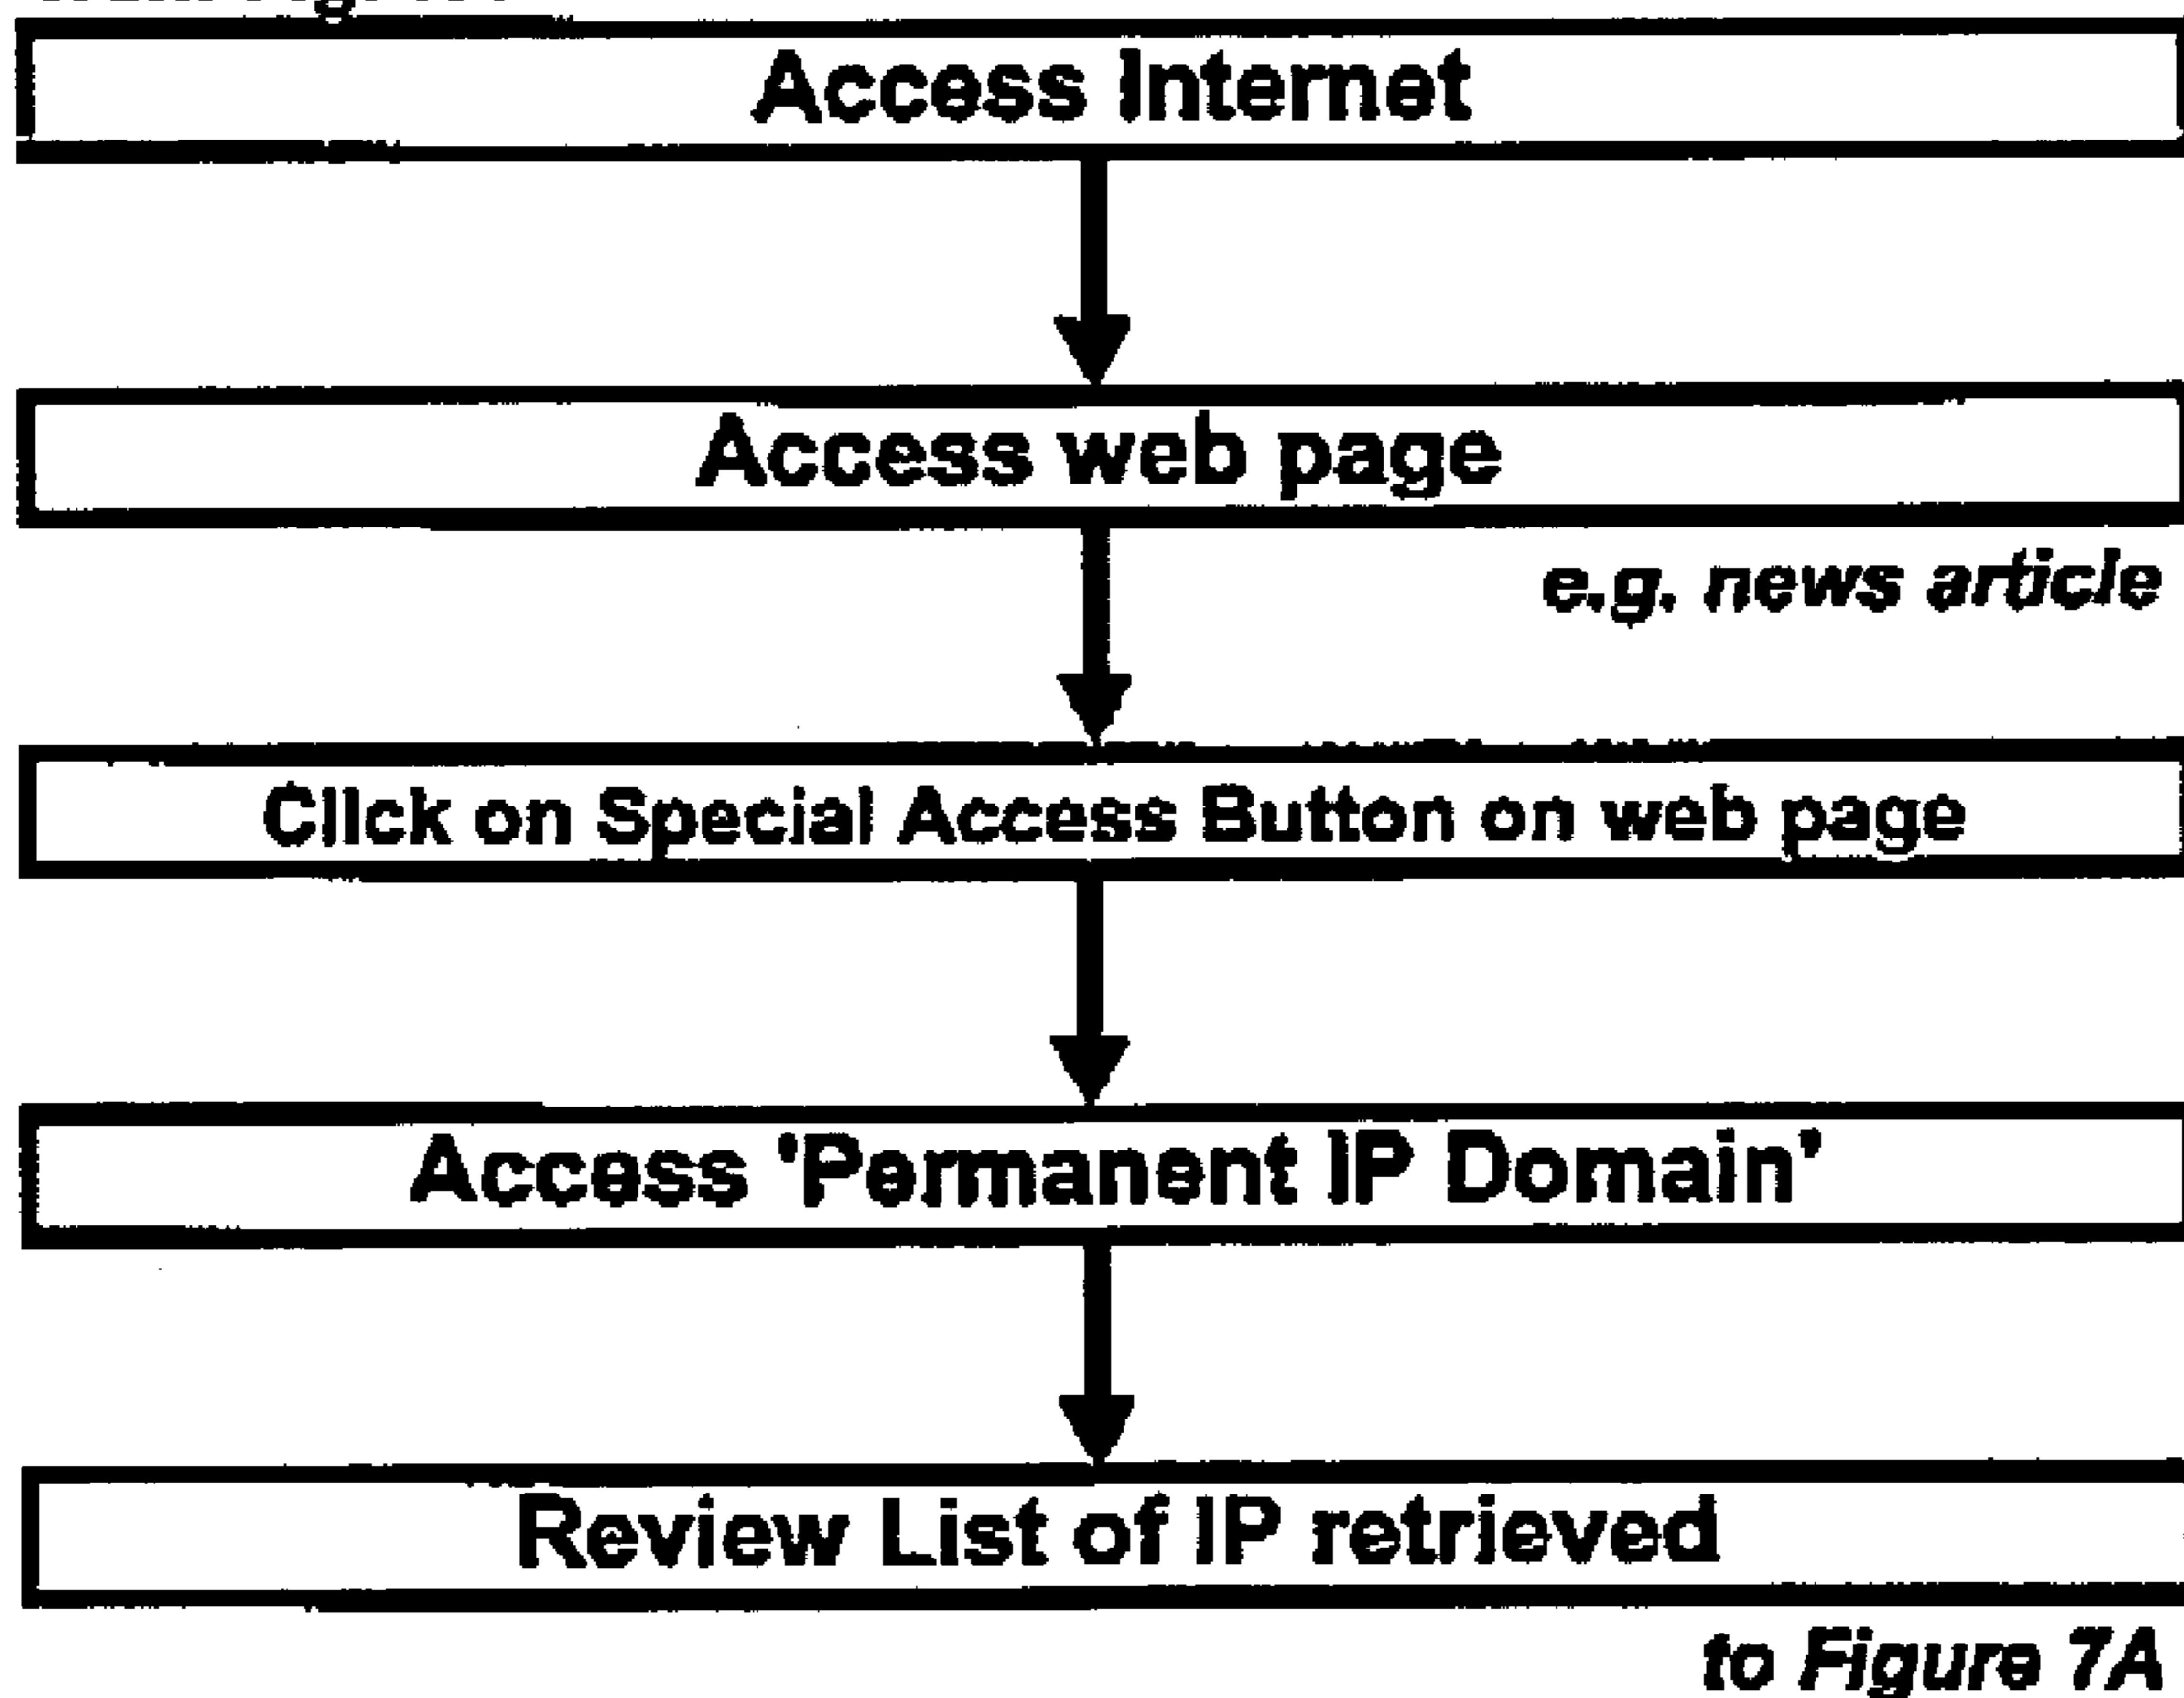 Access Internet
Access web page
e.g. news article
Click on Special Access Button on web page
Access 'Permanent IP Domain'
Review List of IP retrieved
to Figure 7A